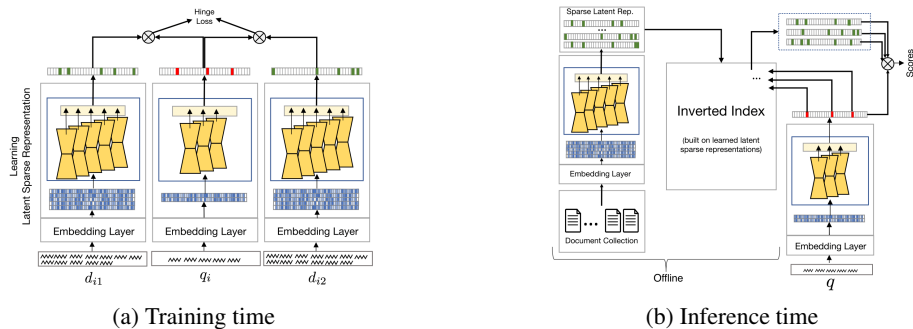 Hinge
Loss
Learning
Latent Sparse Representation
Embedding Layer
Embedding Layer
Embedding Layer
d_{i1}
q_i
d_{i2}
(a) Training time
Sparse Latent Rep.
...
Embedding Layer
...
Document Collection
Offline
Inverted Index
(built on learned latent
sparse representations)
...
Scores
Embedding Layer
q
(b) Inference time